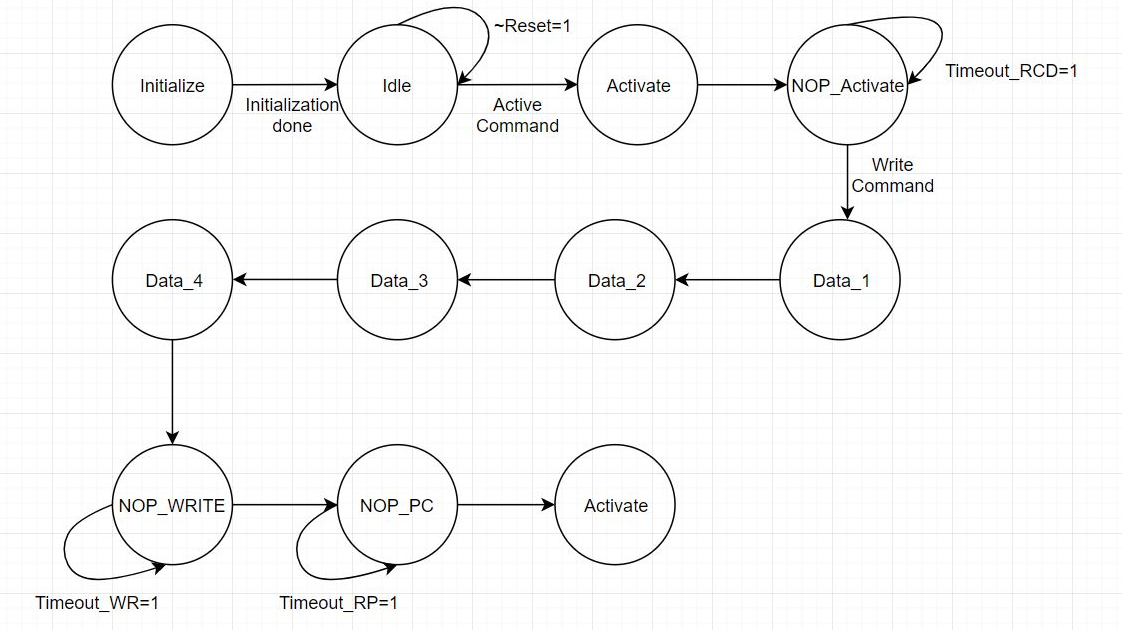 Initialize
Idle
~Reset=1
Activate
NOP_Activate
Timeout_RCD=1
Initialization
done
Active
Command
Write
Command
Data_4
Data_3
Data_2
Data_1
NOP_WRITE
NOP_PC
Activate
Timeout_WR=1
Timeout_RP=1